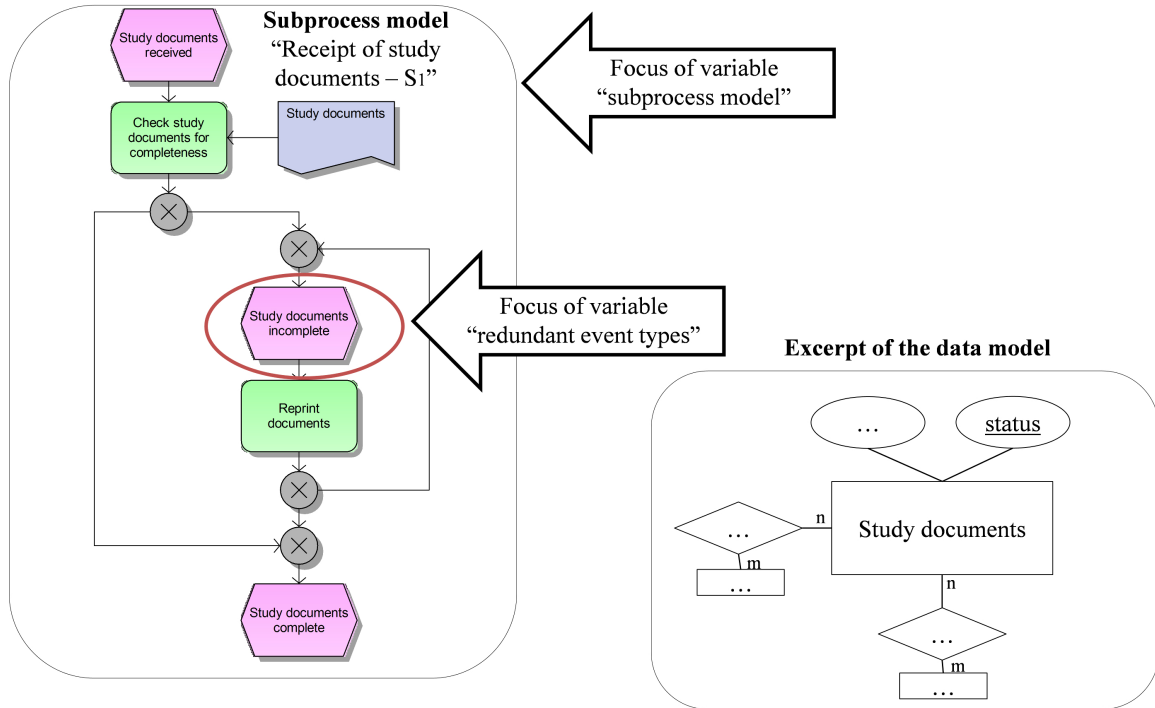 Subprocess model
“Receipt of study
documents – S1”
Study documents
received
Focus of variable
“subprocess model”
Check study
documents for
completeness
Study documents
Study documents
incomplete
Focus of variable
“redundant event types”
Reprint
documents
Study documents
complete
Excerpt of the data model
…
status
Study documents
n
…
m
…
n
…
m
…